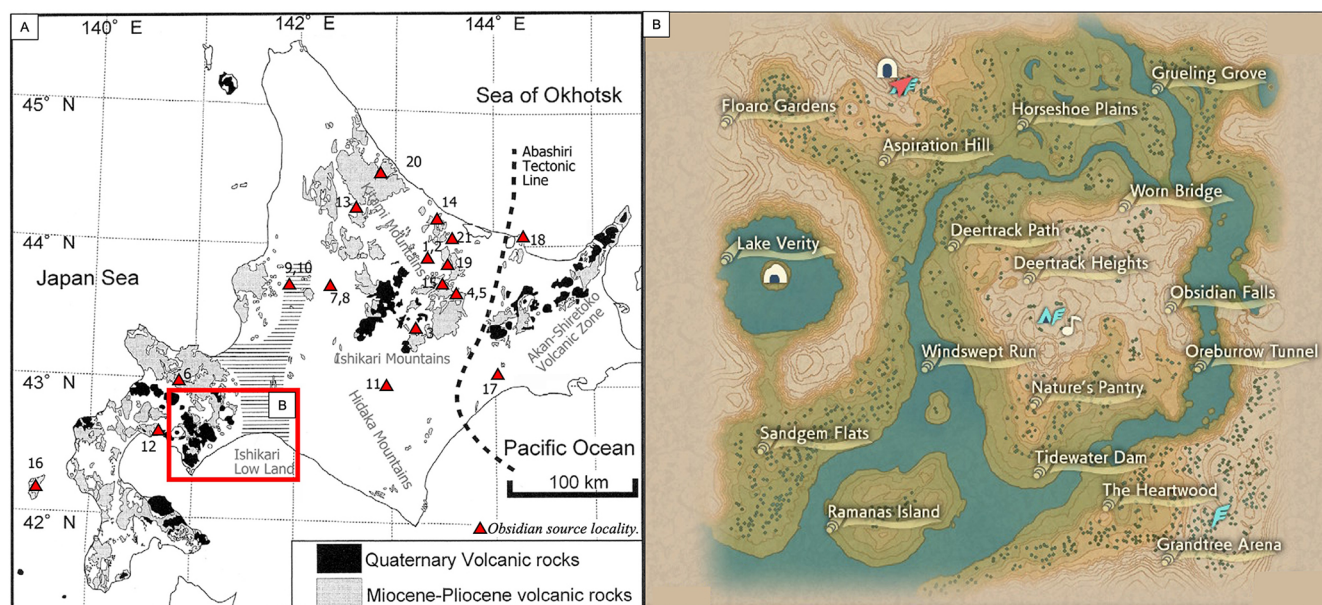 A
140° E
142° E
144° E
45° N
Sea of Okhotsk
Abashiri
Tectonic
Line
20
13
Kitami Mountains
14
44° N
21
18
1,2
19
Japan Sea
9,10
7,8
15
4,5
3
Akan-Shiretoko
Volcanic Zone
Ishikari Mountains
43° N
6
11
17
Hidaka Mountains
B
12
Ishikari
Low Land
Pacific Ocean
16
100 km
42° N
Obsidian source locality.
Quaternary Volcanic rocks
Miocene-Pliocene volcanic rocks
B
Grueling Grove
Floaro Gardens
Horseshoe Plains
Aspiration Hill
Worn Bridge
Deertrack Path
Lake Verity
Deertrack Heights
Obsidian Falls
Windswept Run
Oreburrow Tunnel
Nature's Pantry
Sandgem Flats
Tidewater Dam
The Heartwood
Ramanas Island
Grandtree Arena